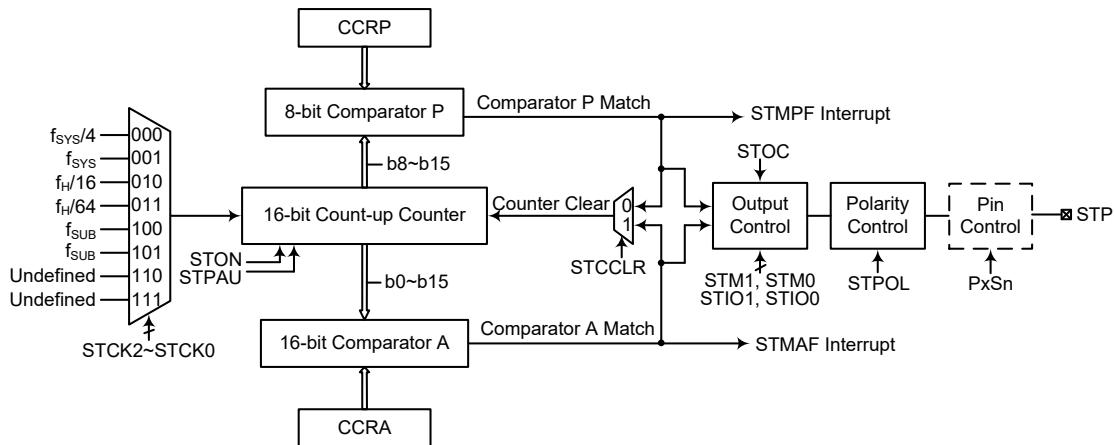 CCRP
8-bit Comparator P
Comparator P Match
STMPF Interrupt
b8~b15
fSYS/4
000
fSYS
001
fH/16
010
fH/64
011
fSUB
100
fSUB
101
Undefined
110
Undefined
111
STCK2~STCK0
16-bit Count-up Counter
STON
STPAU
Counter Clear
0
1
STCCLR
STOC
Output
Control
STM1, STM0
STIO1, STIO0
Polarity
Control
STPOL
Pin
Control
PxSn
STP
b0~b15
16-bit Comparator A
Comparator A Match
STMAF Interrupt
CCRA